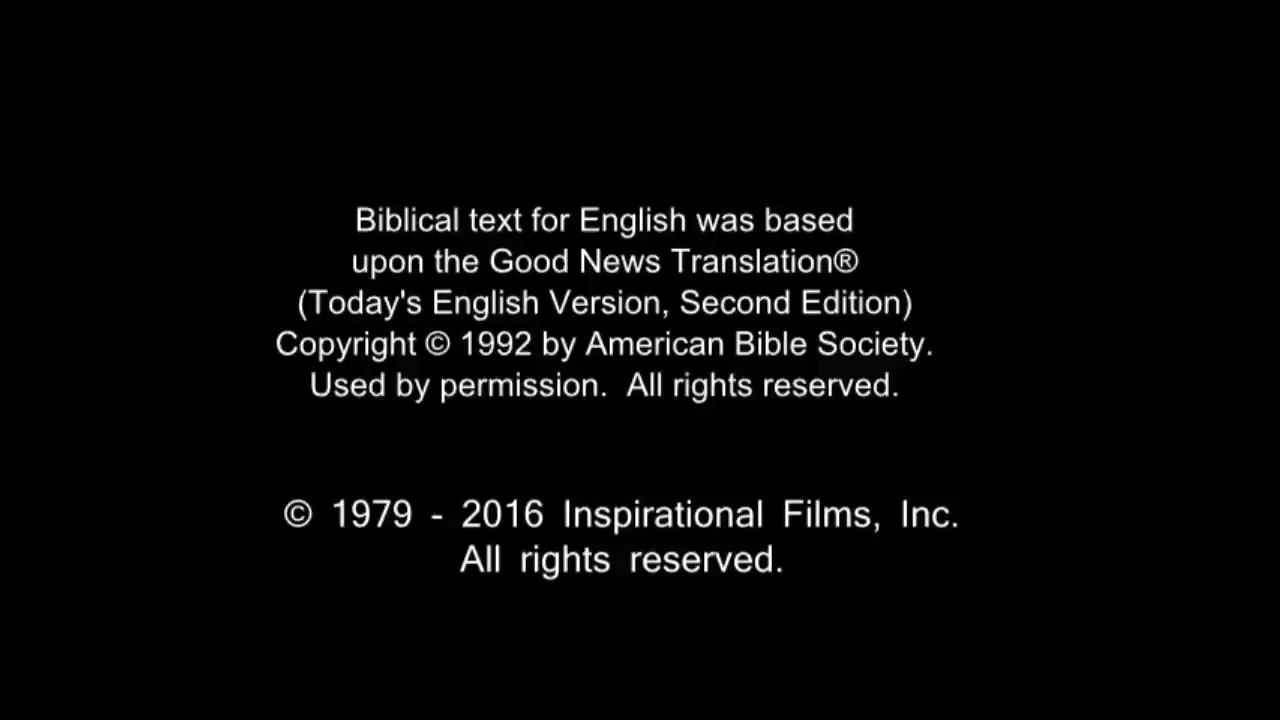 Biblical text for English was based
upon the Good News Translation®
(Today's English Version, Second Edition)
Copyright © 1992 by American Bible Society.
Used by permission.  All rights reserved.
© 1979 - 2016 Inspirational Films, Inc.
All rights reserved.